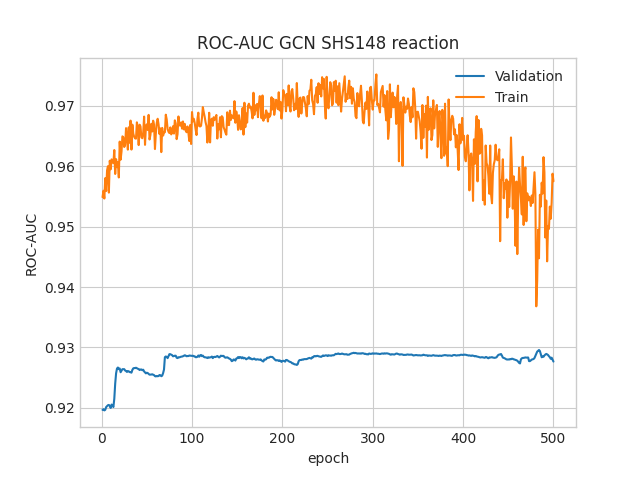 ROC-AUC GCN SHS148 reaction
Validation
Train
ROC-AUC
0.97
0.96
0.95
0.94
0.93
0.92
0 100 200 300 400 500
epoch